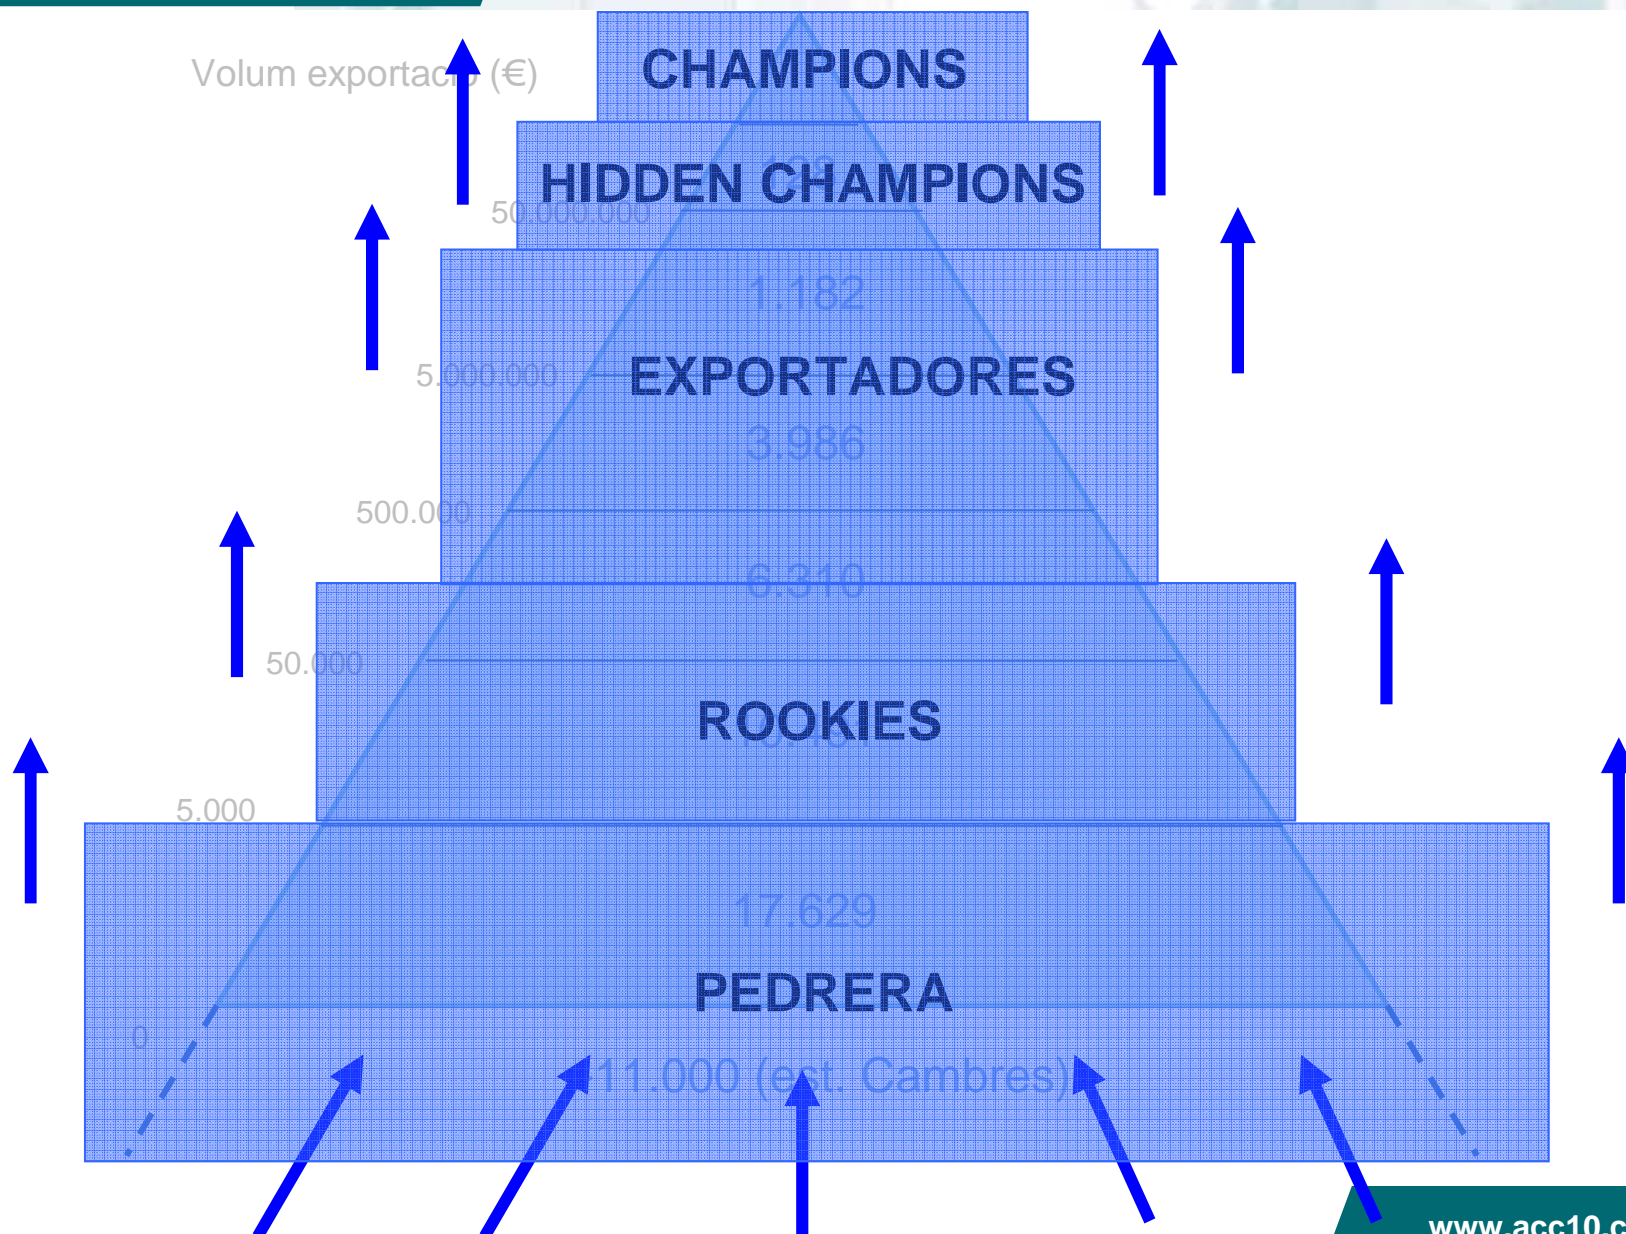 CHAMPIONS
Volum exportació (€)
HIDDEN CHAMPIONS
50.000.000
1.182
5.000.000
EXPORTADORES
3.986
500.000
6.310
50.000
ROOKIES
5.000
17.629
PEDRERA
0
11.000 (est. Cambres)
www.acc10.c